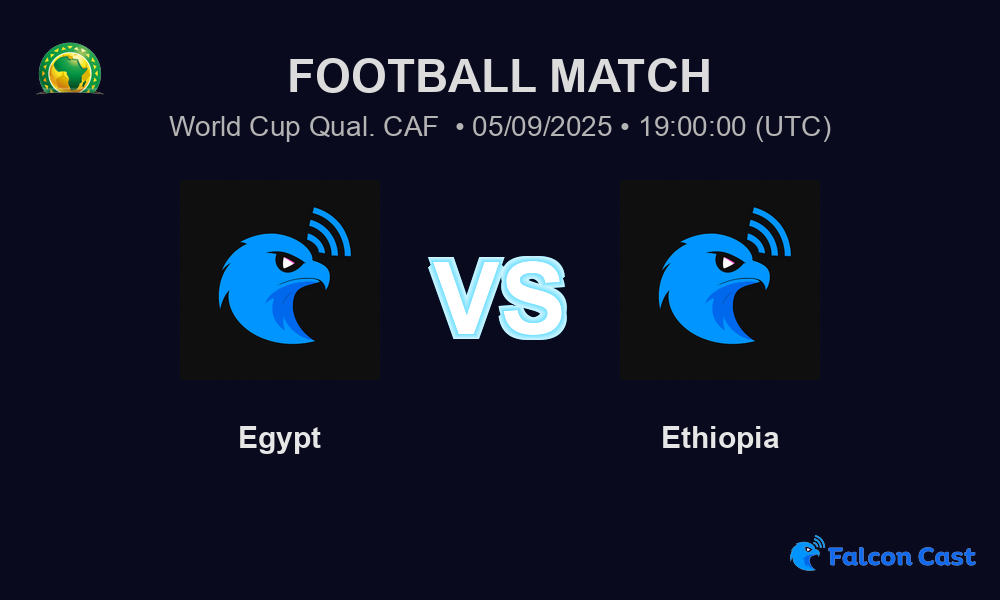 FOOTBALL MATCH
World Cup Qual. CAF • 05/09/2025 • 19:00:00 (UTC)
VS
Egypt
Ethiopia
Falcon Cast